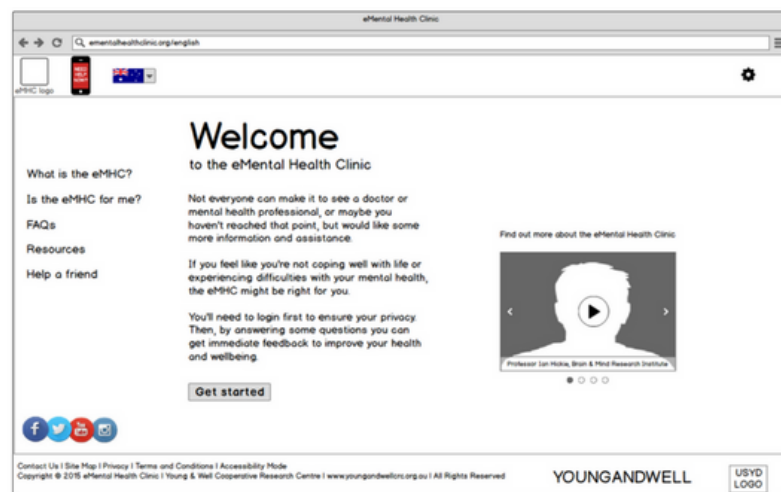 eMental Health Clinic
ementalhealthclinic.org/english
NEED
HELP
NOW?
eMHC logo
Welcome
to the eMental Health Clinic
What is the eMHC?
Is the eMHC for me?
FAQs
Resources
Help a friend
Not everyone can make it to see a doctor or
mental health professional, or maybe you
haven't reached that point, but would like some
more information and assistance.
If you feel like you're not coping well with life or
experiencing difficulties with your mental health,
the eMHC might be right for you.
You'll need to login first to ensure your privacy.
Then, by answering some questions you can
get immediate feedback to improve your health
and wellbeing.
Get started
Find out more about the eMental Health Clinic
Professor Ian Hickie, Brain & Mind Research Institute
f
You
Contact Us | Site Map | Privacy | Terms and Conditions | Accessibility Mode
Copyright © 2015 eMental Health Clinic | Young & Well Cooperative Research Centre | www.youngandwellcrc.org.au | All Rights Reserved
YOUNGANDWELL
USYD
LOGO